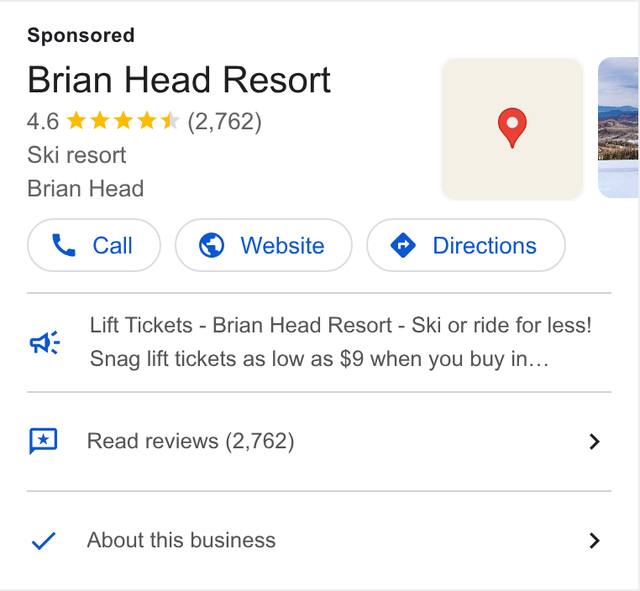 Sponsored
Brian Head Resort
4.6 (2,762)
Ski resort
Brian Head
Call
Website
Directions
Lift Tickets - Brian Head Resort - Ski or ride for less!
Snag lift tickets as low as $9 when you buy in…
Read reviews (2,762)
About this business